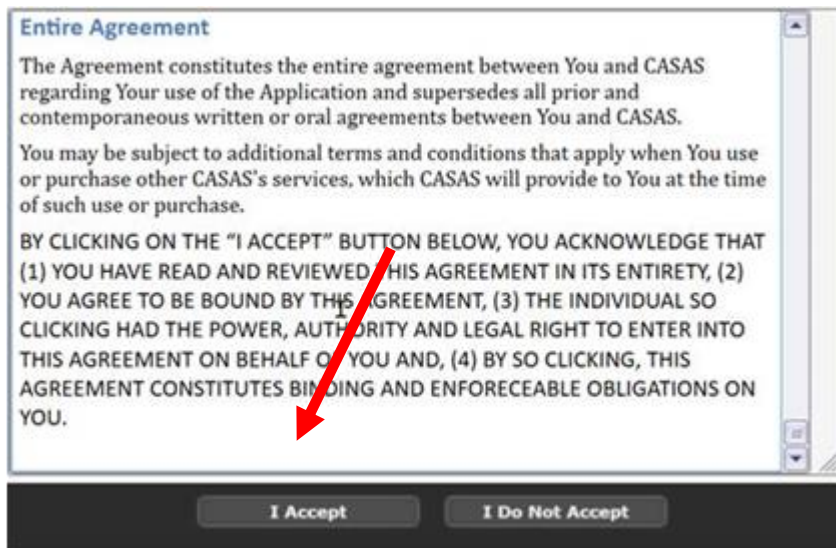 Entire Agreement
The Agreement constitutes the entire agreement between You and CASAS
regarding Your use of the Application and supersedes all prior and
contemporaneous written or oral agreements between You and CASAS.
You may be subject to additional terms and conditions that apply when You use
or purchase other CASAS's services, which CASAS will provide to You at the time
of such use or purchase.
BY CLICKING ON THE “I ACCEPT” BUTTON BELOW, YOU ACKNOWLEDGE THAT
(1) YOU HAVE READ AND REVIEWED THIS AGREEMENT IN ITS ENTIRETY, (2)
YOU AGREE TO BE BOUND BY THIS AGREEMENT, (3) THE INDIVIDUAL SO
CLICKING HAD THE POWER, AUTHORITY AND LEGAL RIGHT TO ENTER INTO
THIS AGREEMENT ON BEHALF OF YOU AND, (4) BY SO CLICKING, THIS
AGREEMENT CONSTITUTES BINDING AND ENFORECEABLE OBLIGATIONS ON
YOU.
I Accept
I Do Not Accept